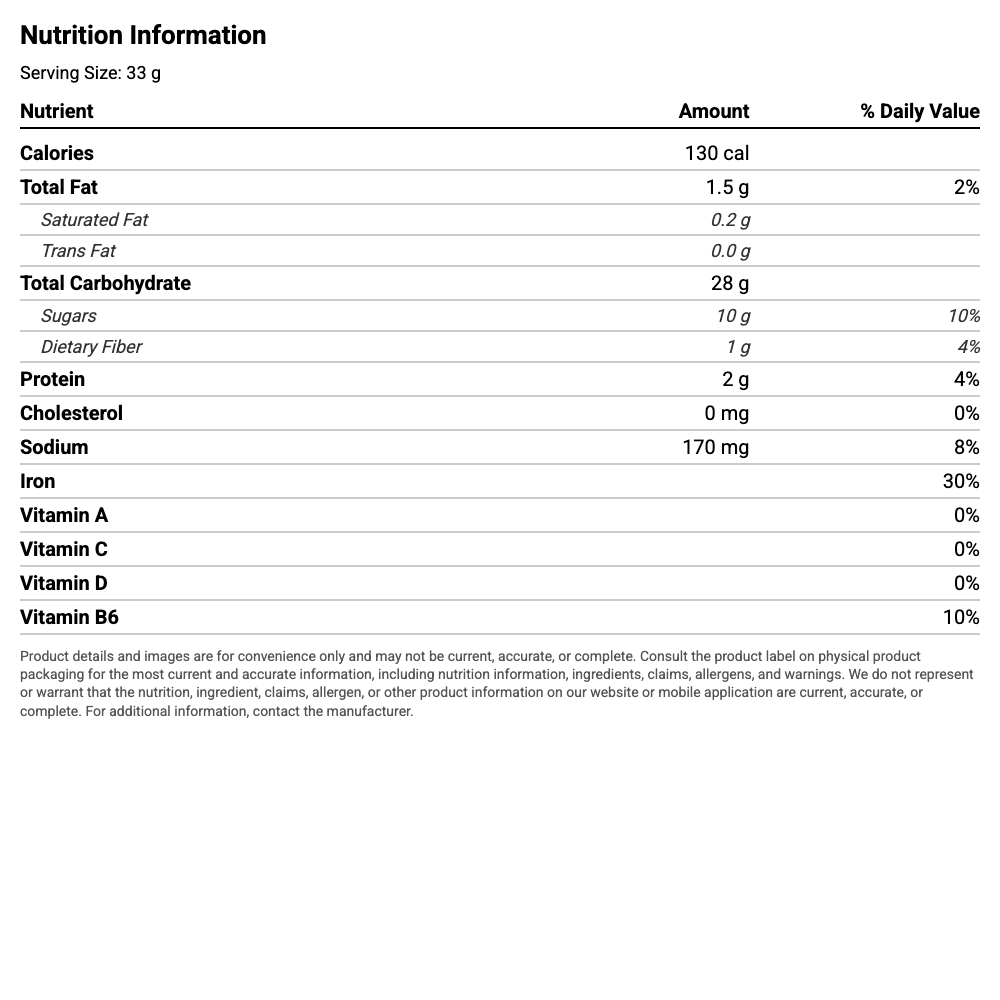 Nutrition Information
Serving Size: 33 g
Nutrient Amount % Daily Value
Calories 130 cal
Total Fat 1.5 g 2%
Saturated Fat 0.2 g
Trans Fat 0.0 g
Total Carbohydrate 28 g
Sugars 10 g 10%
Dietary Fiber 1 g 4%
Protein 2 g 4%
Cholesterol 0 mg 0%
Sodium 170 mg 8%
Iron 30%
Vitamin A 0%
Vitamin C 0%
Vitamin D 0%
Vitamin B6 10%
Product details and images are for convenience only and may not be current, accurate, or complete. Consult the product label on physical product
packaging for the most current and accurate information, including nutrition information, ingredients, claims, allergens, and warnings. We do not represent
or warrant that the nutrition, ingredient, claims, allergen, or other product information on our website or mobile application are current, accurate, or
complete. For additional information, contact the manufacturer.